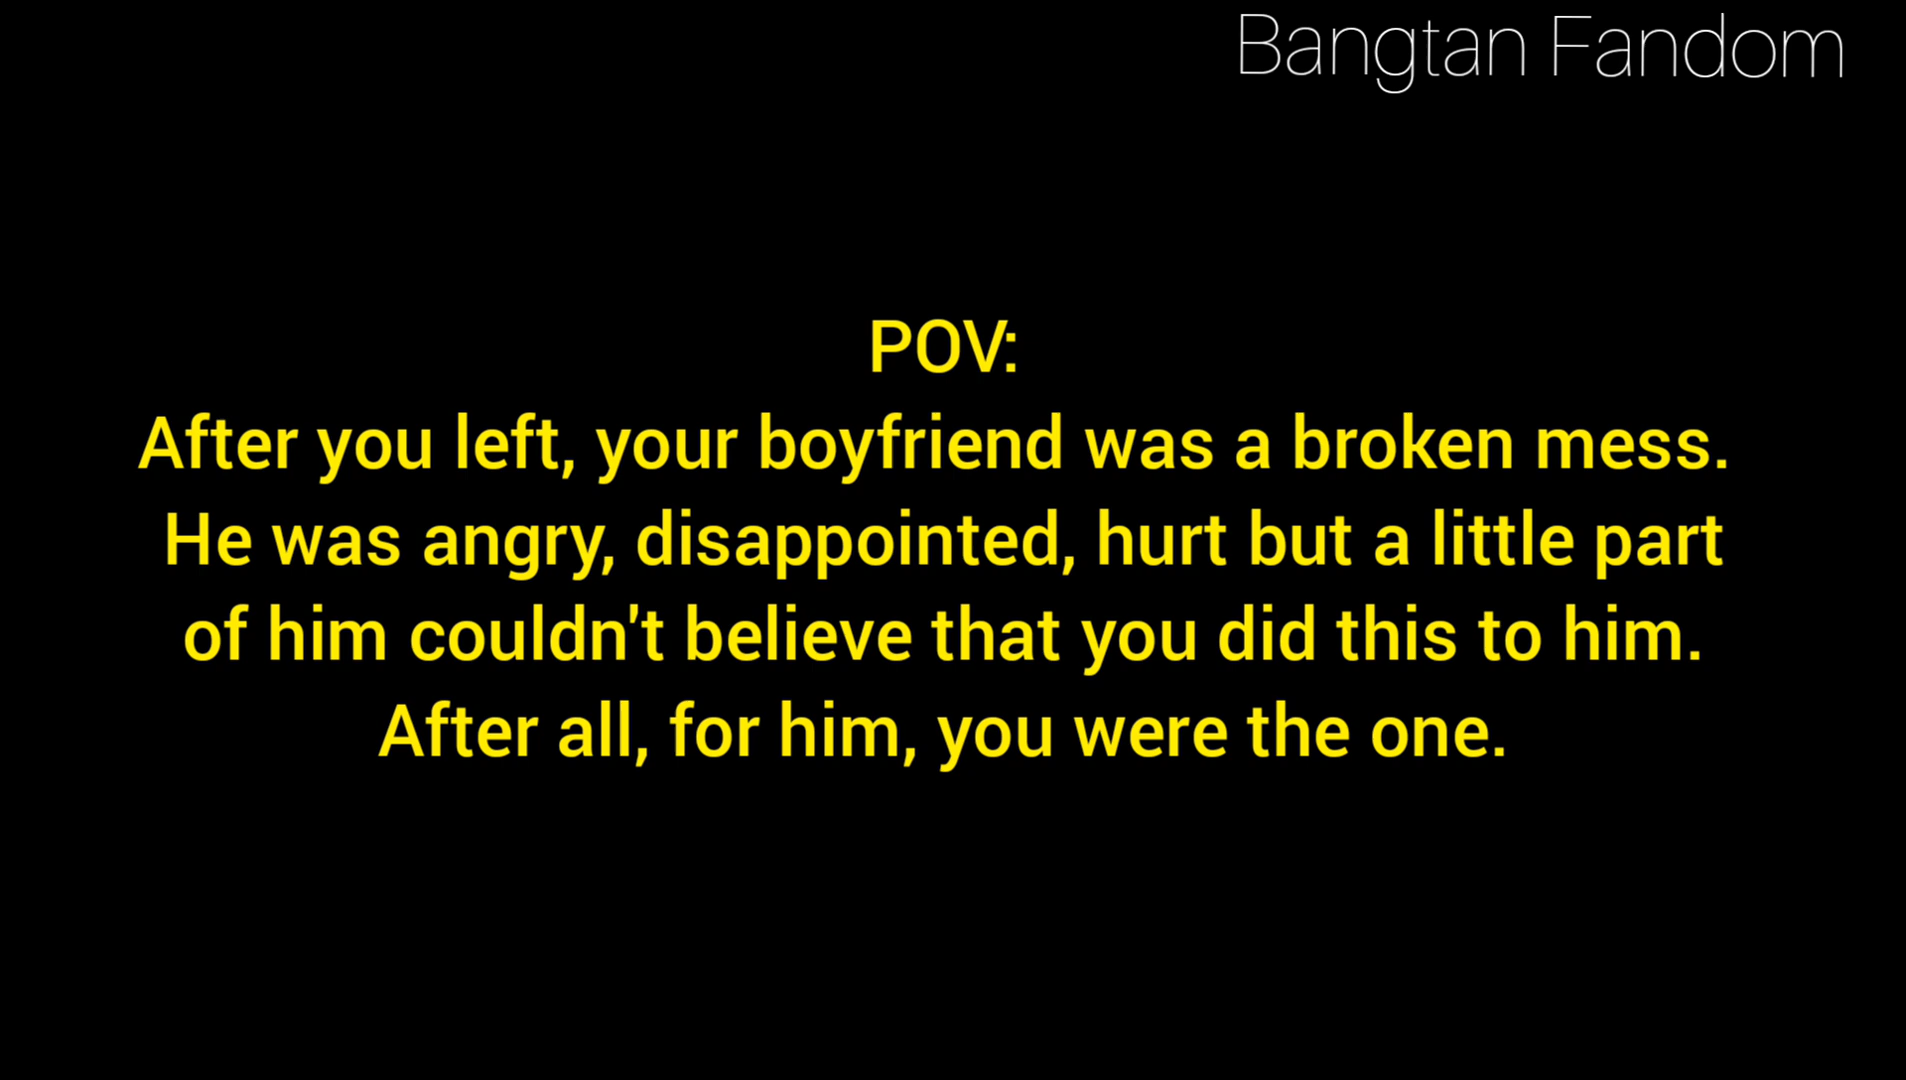 Bangtan Fandom
POV:
After you left, your boyfriend was a broken mess.
He was angry, disappointed, hurt but a little part
of him couldn't believe that you did this to him.
After all, for him, you were the one.